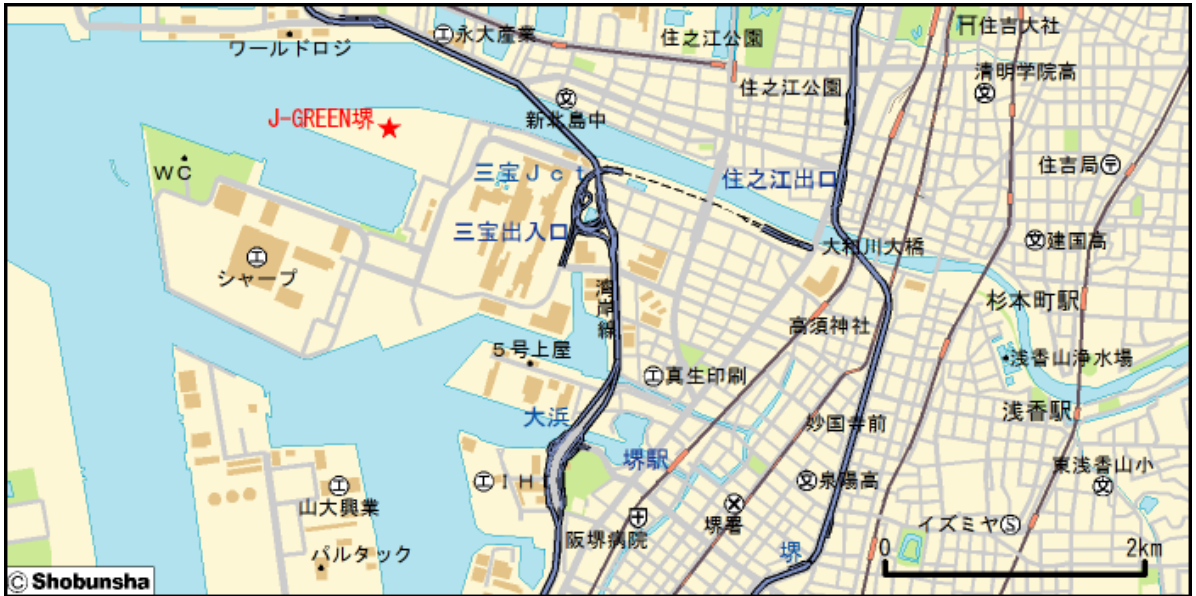 ワールドロジ
㋓永大産業
住之江公園
住吉大社
清明学院高
住之江公園
J-GREEN堺
新北島中
WC
三宝Jct
住之江出口
住吉局
三宝出入口
大和川大橋
建国高
シャープ
湾岸線
杉本町駅
高須神社
5号上屋
真生印刷
浅香山浄水場
大浜
妙国寺前
浅香駅
堺駅
東浅香山小
IHI
泉陽高
山大興業
堺署
イズミヤ
阪堺病院
堺
パルタック
0
2km
© Shobunsha